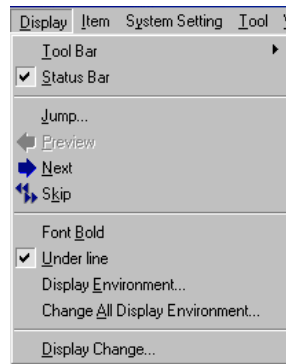 Display Item System Setting Tool
Tool Bar
Status Bar
Jump...
Preview
Next
Skip
Font Bold
Under line
Display Environment...
Change All Display Environment...
Display Change...